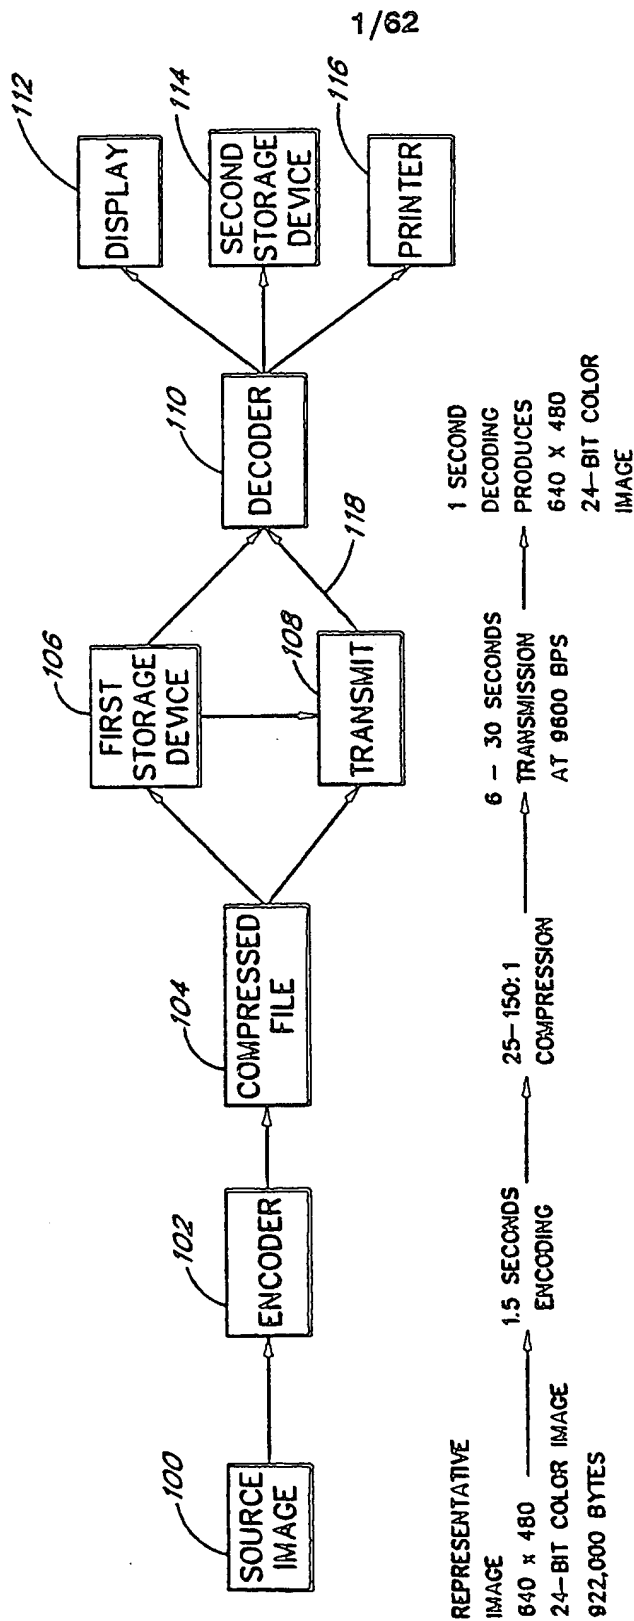 1/62
100
SOURCE
IMAGE
102
ENCODER
104
COMPRESSED
FILE
106
FIRST
STORAGE
DEVICE
108
TRANSMIT
118
110
DECODER
112
DISPLAY
114
SECOND
STORAGE
DEVICE
116
PRINTER
REPRESENTATIVE
IMAGE
640 x 480
24-BIT COLOR IMAGE
922,000 BYTES
1.5 SECONDS
ENCODING
25-150:1
COMPRESSION
6 - 30 SECONDS
TRANSMISSION
AT 9600 BPS
1 SECOND
DECODING
PRODUCES
640 X 480
24-BIT COLOR
IMAGE